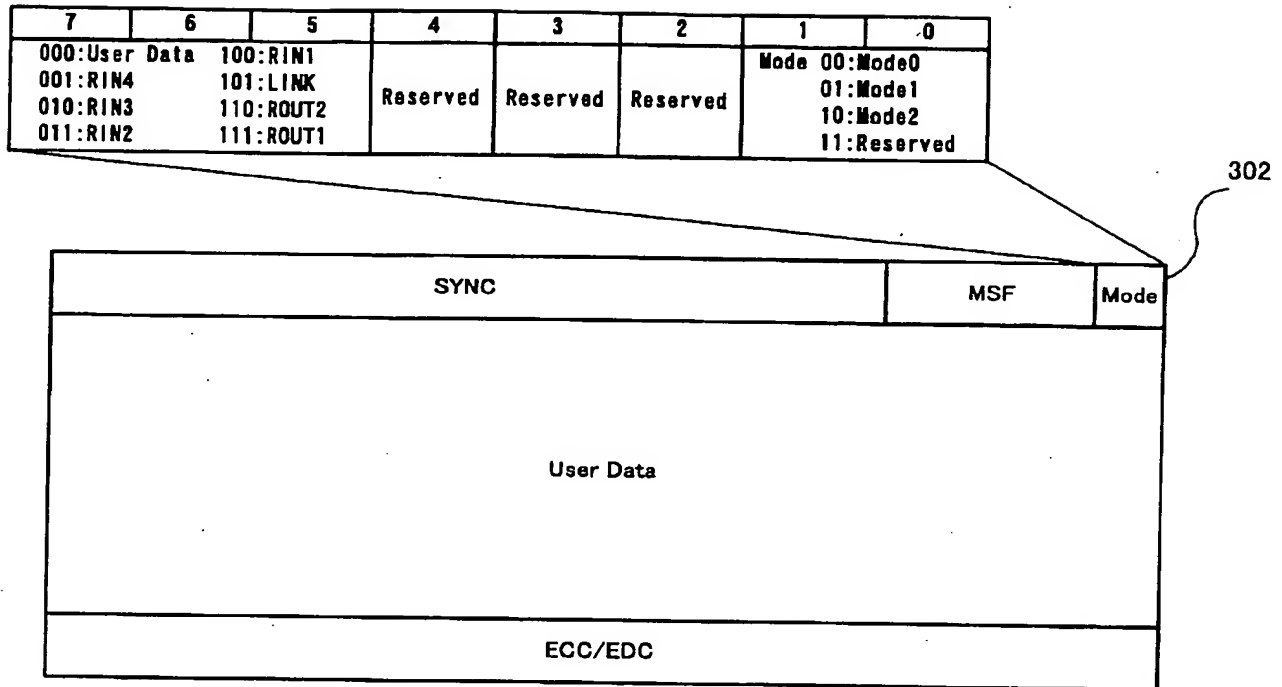 7 6 5 4 3 2 1 0
000:User Data 100:RIN1
001:RIN4 101:LINK
010:RIN3 110:ROUT2
011:RIN2 111:ROUT1
Reserved Reserved Reserved
Mode 00:Mode0
01:Mode1
10:Mode2
11:Reserved
302
SYNC MSF Mode
User Data
ECC/EDC